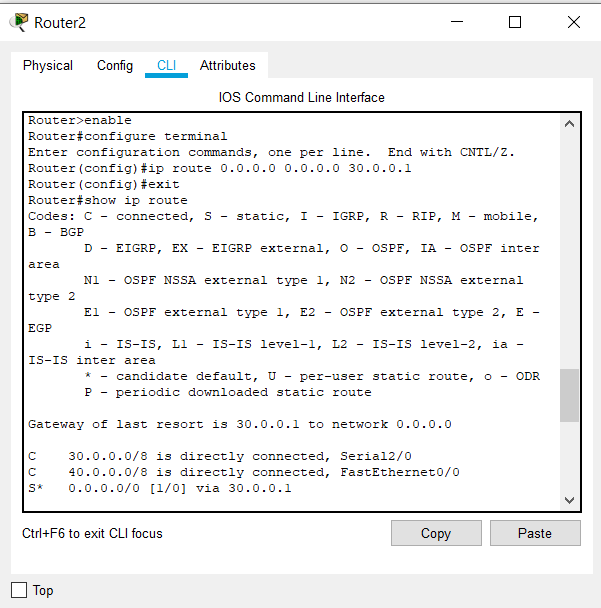 Router2
Physical Config CLI Attributes
IOS Command Line Interface
Router>enable
Router#configure terminal
Enter configuration commands, one per line.  End with CNTL/Z.
Router(config)#ip route 0.0.0.0 0.0.0.0 30.0.0.1
Router(config)#exit
Router#show ip route
Codes: C - connected, S - static, I - IGRP, R - RIP, M - mobile,
B - BGP
       D - EIGRP, EX - EIGRP external, O - OSPF, IA - OSPF inter
area
       N1 - OSPF NSSA external type 1, N2 - OSPF NSSA external
type 2
       E1 - OSPF external type 1, E2 - OSPF external type 2, E -
EGP
       i - IS-IS, L1 - IS-IS level-1, L2 - IS-IS level-2, ia -
IS-IS inter area
       * - candidate default, U - per-user static route, o - ODR
       P - periodic downloaded static route

Gateway of last resort is 30.0.0.1 to network 0.0.0.0

C    30.0.0.0/8 is directly connected, Serial2/0
C    40.0.0.0/8 is directly connected, FastEthernet0/0
S*   0.0.0.0/0 [1/0] via 30.0.0.1
Ctrl+F6 to exit CLI focus
Copy Paste
Top